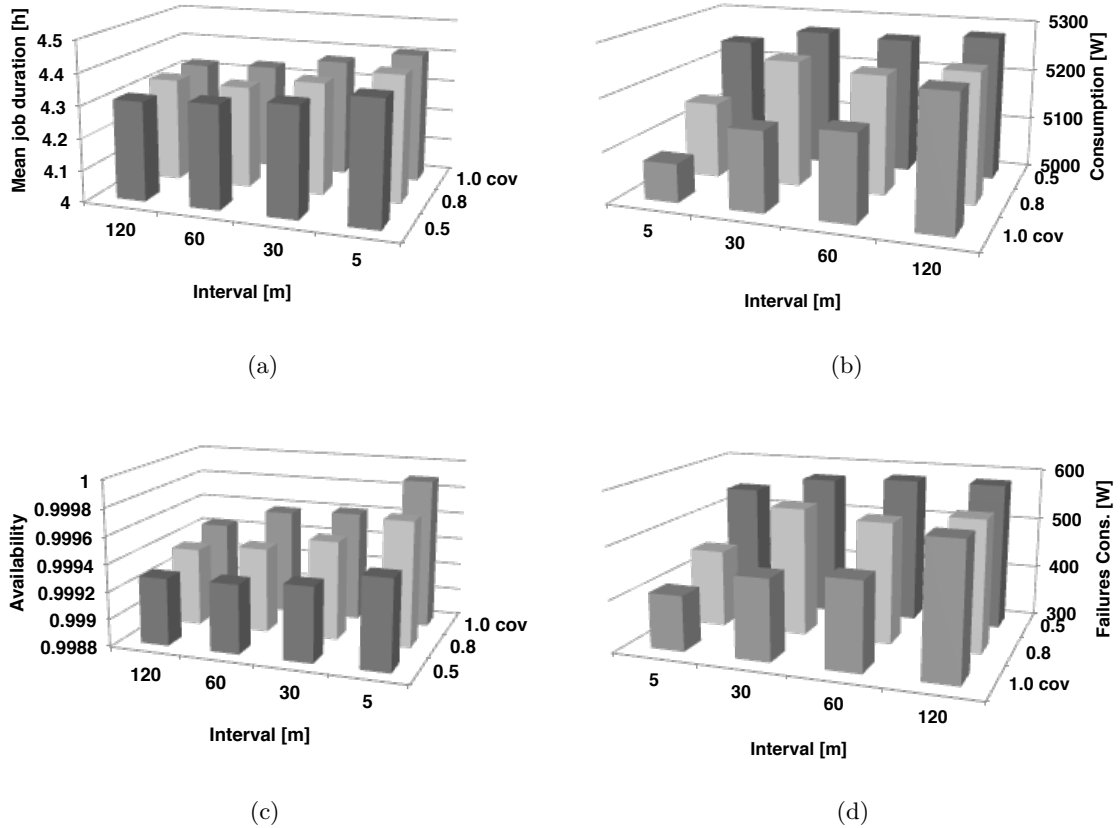 Mean job duration [h]
4.5
4.4
4.3
4.2
4.1
4
120
60
30
5
0.5
0.8
1.0 cov
Interval [m]
(a)
5300
5200
5100
5000
Consumption [W]
5
30
60
120
0.5
0.8
1.0 cov
Interval [m]
(b)
Availability
1
0.9998
0.9996
0.9994
0.9992
0.999
0.9988
120
60
30
5
0.5
0.8
1.0 cov
Interval [m]
(c)
600
500
400
300
Failures Cons. [W]
5
30
60
120
0.5
0.8
1.0 cov
Interval [m]
(d)